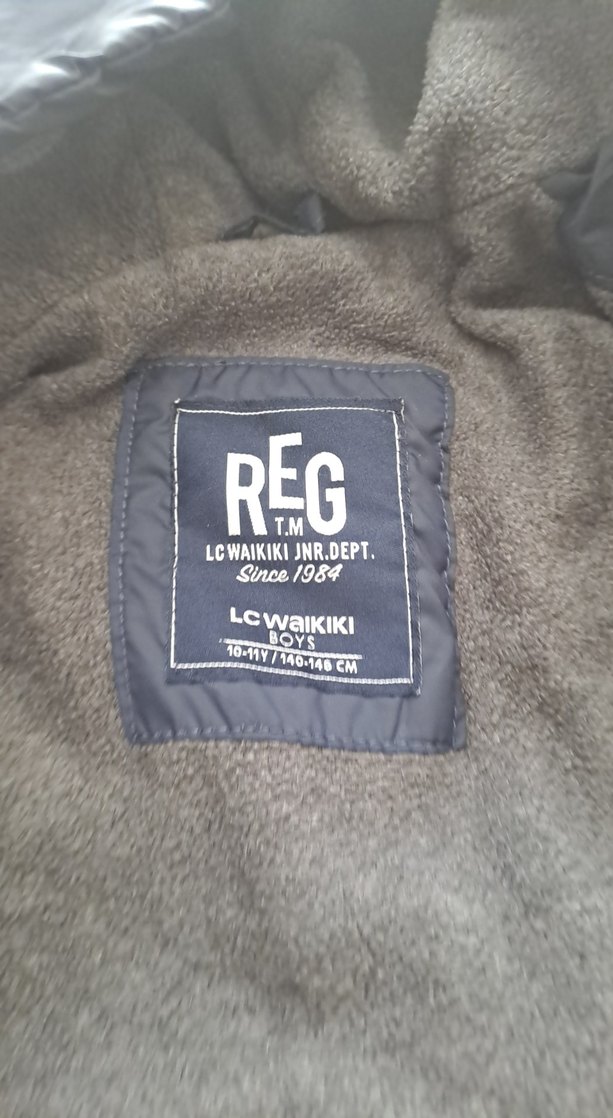 REG
T.M
LC WAIKIKI JNR.DEPT.
Since 1984
LC WAIKIKI
BOYS
10-11Y / 140-146 CM